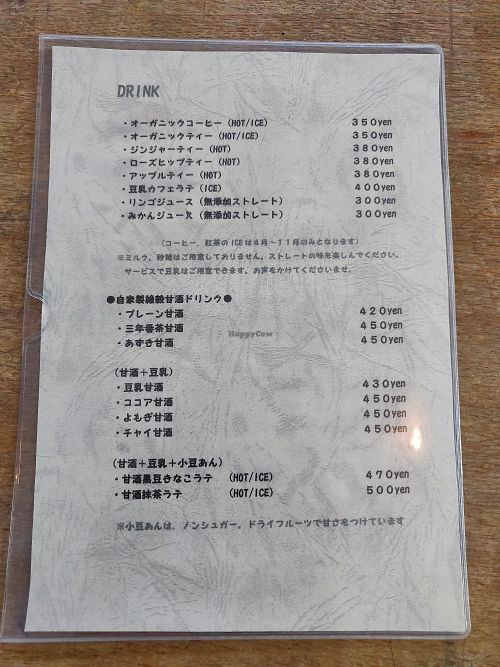 DRINK
・オーガニックコーヒー (HOT/ICE) 350yen
・オーガニックティー (HOT/ICE) 350yen
・ジンジャーティー (HOT) 380yen
・ローズヒップティー (HOT) 380yen
・アップルティー (HOT) 380yen
・豆乳カフェラテ (ICE) 400yen
・リンゴジュース (無添加ストレート) 300yen
・みかんジュース (無添加ストレート) 300yen
(コーヒー、紅茶のICEは4月～11月のみとなります)
※ミルク、砂糖はご用意しておりません。ストレートの味を楽しんでください。
サービスで豆乳はご用意できます。お声をかけてくださいませ。
●自家製雑穀甘酒ドリンク●
・プレーン甘酒 420yen
・三年番茶甘酒 450yen
・あずき甘酒 450yen
HappyCow
(甘酒＋豆乳)
・豆乳甘酒 430yen
・ココア甘酒 450yen
・よもぎ甘酒 450yen
・チャイ甘酒 450yen
(甘酒＋豆乳＋小豆あん)
・甘酒黒豆きなこラテ (HOT/ICE) 470yen
・甘酒抹茶ラテ (HOT/ICE) 500yen
※小豆あんは、ノンシュガー。ドライフルーツで甘さをつけています